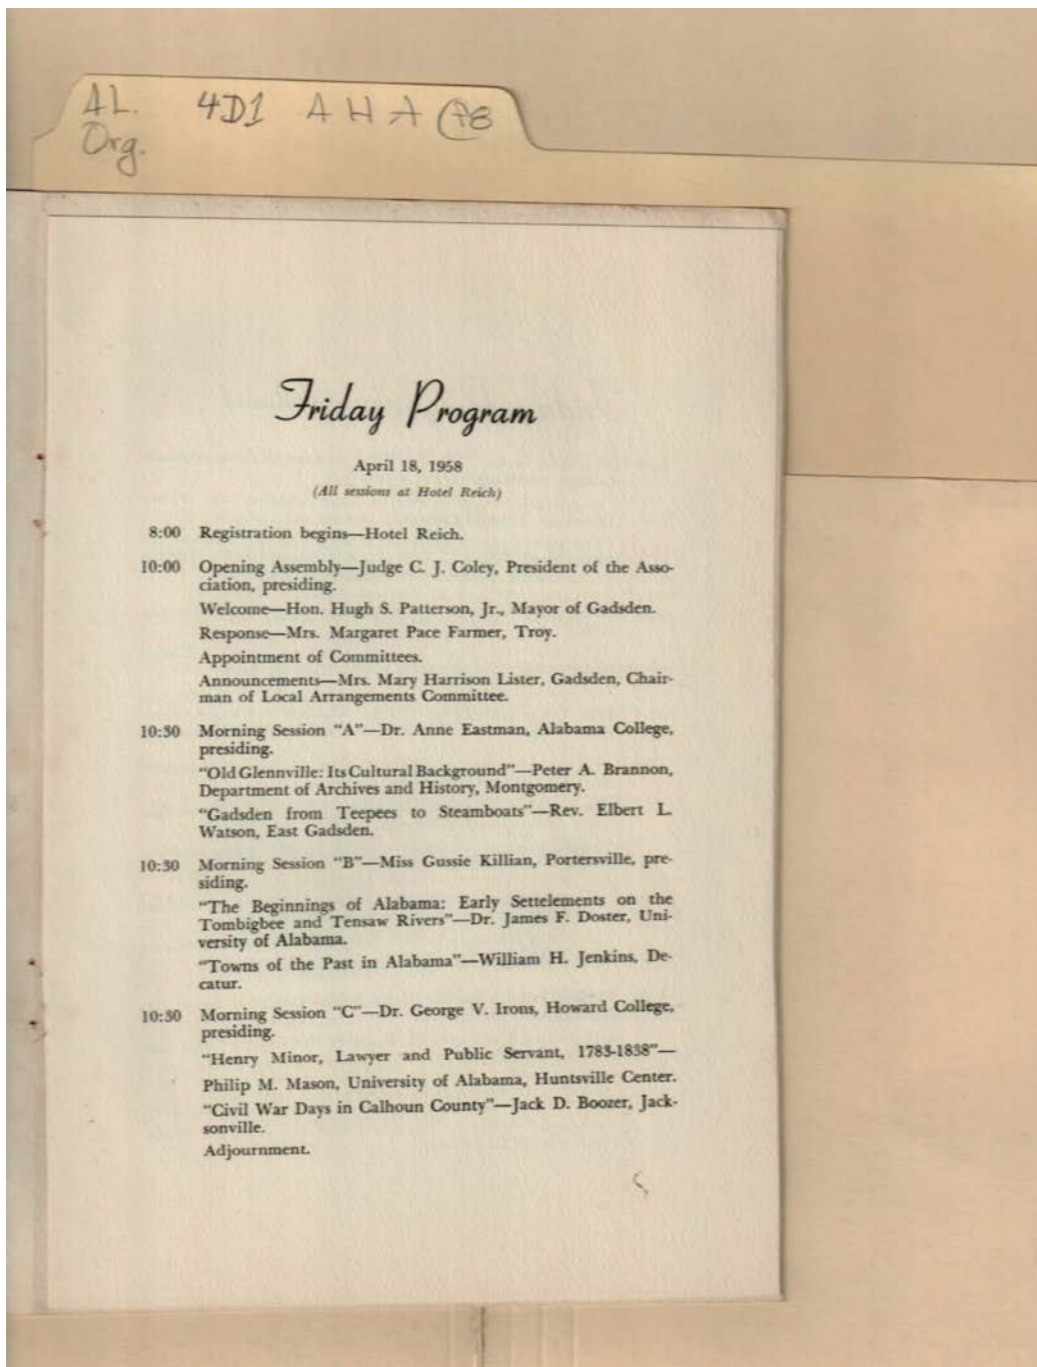 AL. 4D1 AHA
Org.
Friday Program
April 18, 1958
(All sessions at Hotel Reich)
8:00 Registration begins—Hotel Reich.
10:00 Opening Assembly—Judge C. J. Coley, President of the Asso-
ciation, presiding.
Welcome—Hon. Hugh S. Patterson, Jr., Mayor of Gadsden.
Response—Mrs. Margaret Pace Farmer, Troy.
Appointment of Committees.
Announcements—Mrs. Mary Harrison Lister, Gadsden, Chair-
man of Local Arrangements Committee.
10:30 Morning Session "A"—Dr. Anne Eastman, Alabama College,
presiding.
"Old Glennville: Its Cultural Background"—Peter A. Brannon,
Department of Archives and History, Montgomery.
"Gadsden from Teepees to Steamboats"—Rev. Elbert L.
Watson, East Gadsden.
10:30 Morning Session "B"—Miss Gussie Killian, Portersville, pre-
siding.
"The Beginnings of Alabama: Early Settelements on the
Tombigbee and Tensaw Rivers"—Dr. James F. Doster, Uni-
versity of Alabama.
"Towns of the Past in Alabama"—William H. Jenkins, De-
catur.
10:30 Morning Session "C"—Dr. George V. Irons, Howard College,
presiding.
"Henry Minor, Lawyer and Public Servant, 1783-1838"—
Philip M. Mason, University of Alabama, Huntsville Center.
"Civil War Days in Calhoun County"—Jack D. Boozer, Jack-
sonville.
Adjournment.